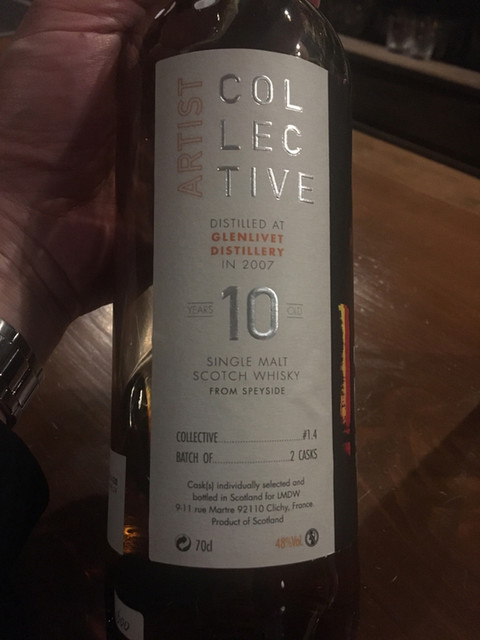 ARTIST
COL
LEC
TIVE
DISTILLED AT
GLENLIVET
DISTILLERY
IN 2007
YEARS 10 OLD
SINGLE MALT
SCOTCH WHISKY
FROM SPEYSIDE
COLLECTIVE #1.4
BATCH OF 2 CASKS
Cask(s) individually selected and
bottled in Scotland for LMDW
9-11 rue Martre 92110 Clichy, France.
Product of Scotland
70cl 48%Vol.